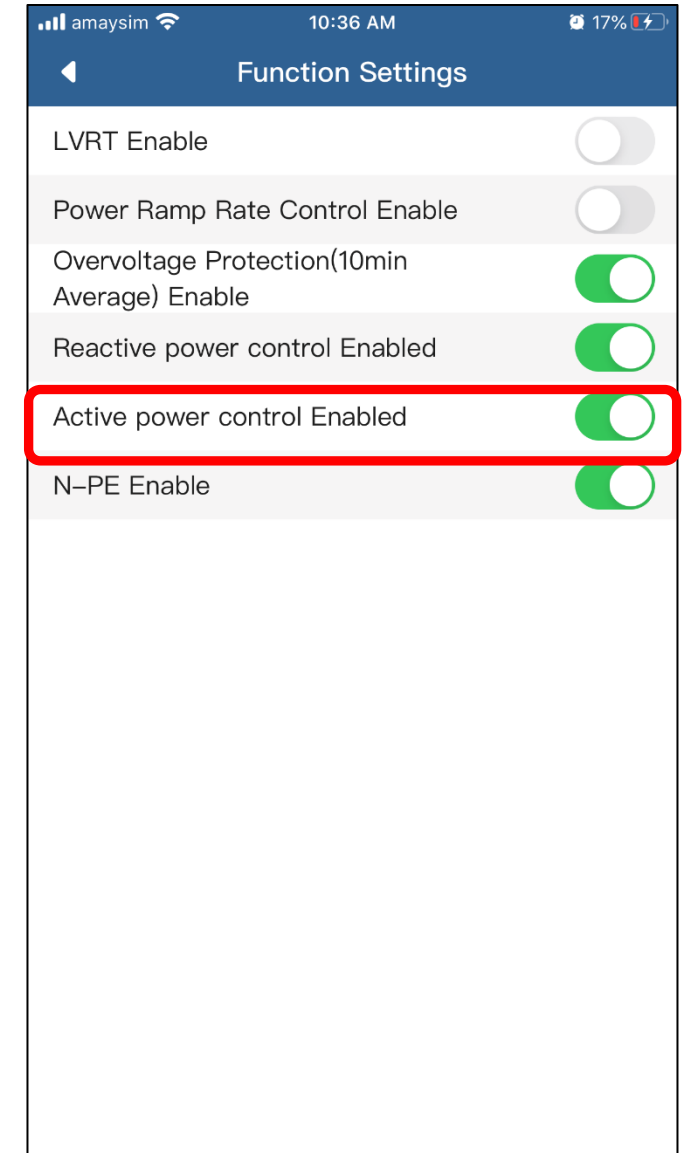 amaysim 10:36 AM 17%
Function Settings
LVRT Enable
Power Ramp Rate Control Enable
Overvoltage Protection(10min
Average) Enable
Reactive power control Enabled
Active power control Enabled
N–PE Enable